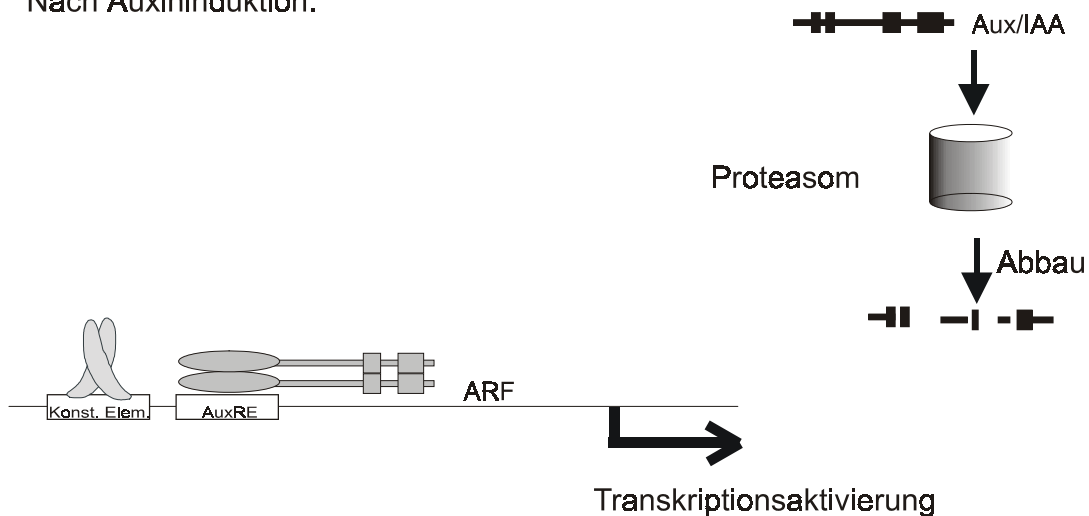 Nach Auxininduktion:
Aux/IAA
Proteasom
Abbau
ARF
Konst. Elem.
AuxRE
Transkriptionsaktivierung